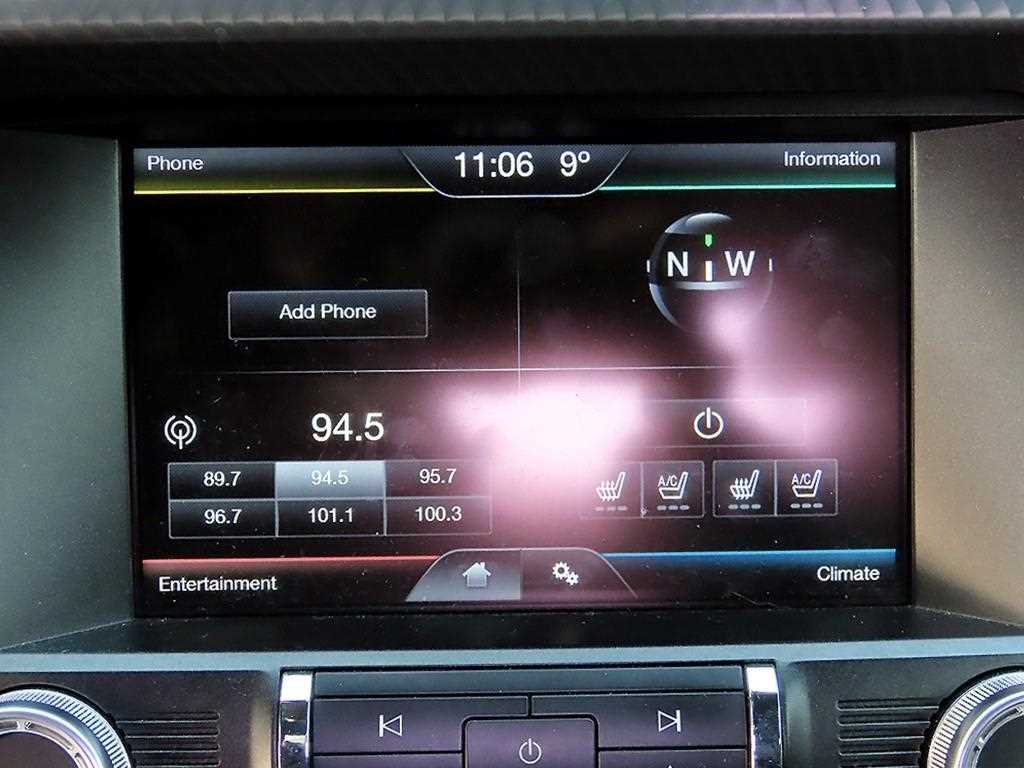 Phone
11:06 9º
Information
N W
Add Phone
94.5
89.7 94.5 95.7
96.7 101.1 100.3
A/C A/C
Entertainment
Climate